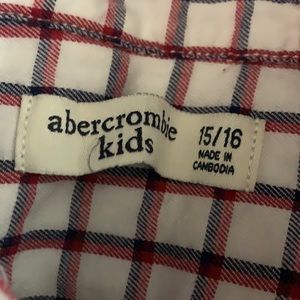 abercrombie
kids
15/16
MADE IN
CAMBODIA